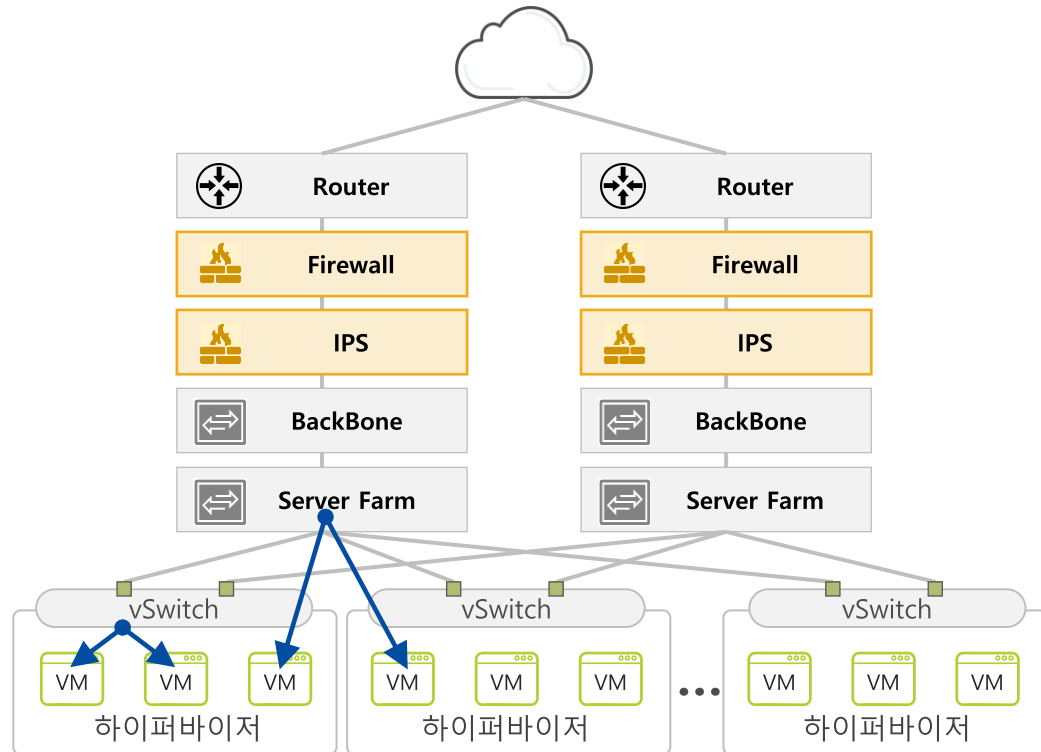 Router
Router
Firewall
Firewall
IPS
IPS
BackBone
BackBone
Server Farm
Server Farm
vSwitch
vSwitch
vSwitch
VM VM VM
VM VM VM
VM VM VM
하이퍼바이저
하이퍼바이저
하이퍼바이저